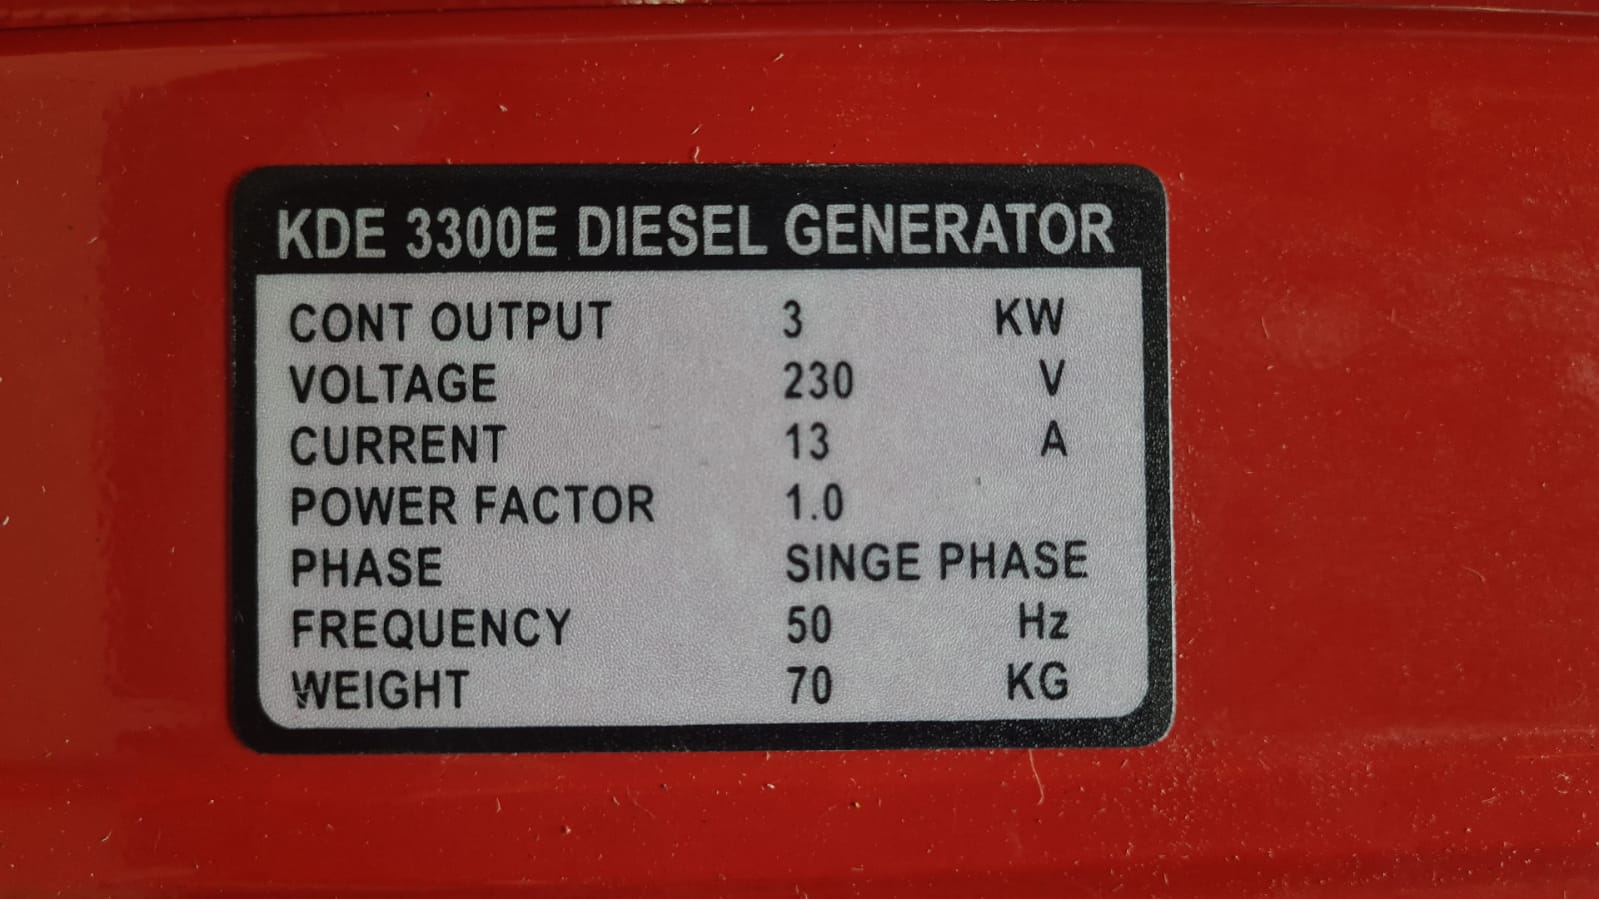 KDE 3300E DIESEL GENERATOR
CONT OUTPUT 3 KW
VOLTAGE 230 V
CURRENT 13 A
POWER FACTOR 1.0
PHASE SINGE PHASE
FREQUENCY 50 Hz
WEIGHT 70 KG